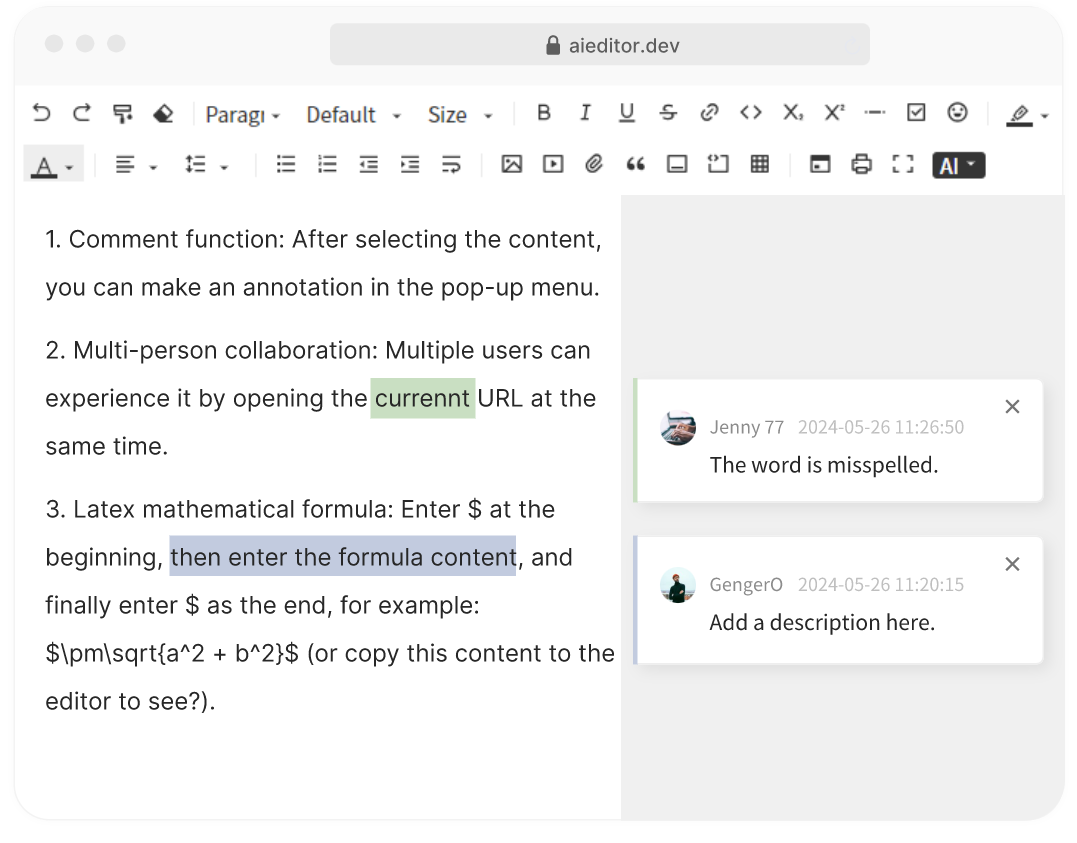 aieditor.dev
Paragı Default Size B I U S X₂ X²
A AI
1. Comment function: After selecting the content,
you can make an annotation in the pop-up menu.
2. Multi-person collaboration: Multiple users can
experience it by opening the currennt URL at the
same time.
3. Latex mathematical formula: Enter $ at the
beginning, then enter the formula content, and
finally enter $ as the end, for example:
$\pm\sqrt{a^2 + b^2}$ (or copy this content to the
editor to see?).
Jenny 77 2024-05-26 11:26:50
The word is misspelled.
GengerO 2024-05-26 11:20:15
Add a description here.